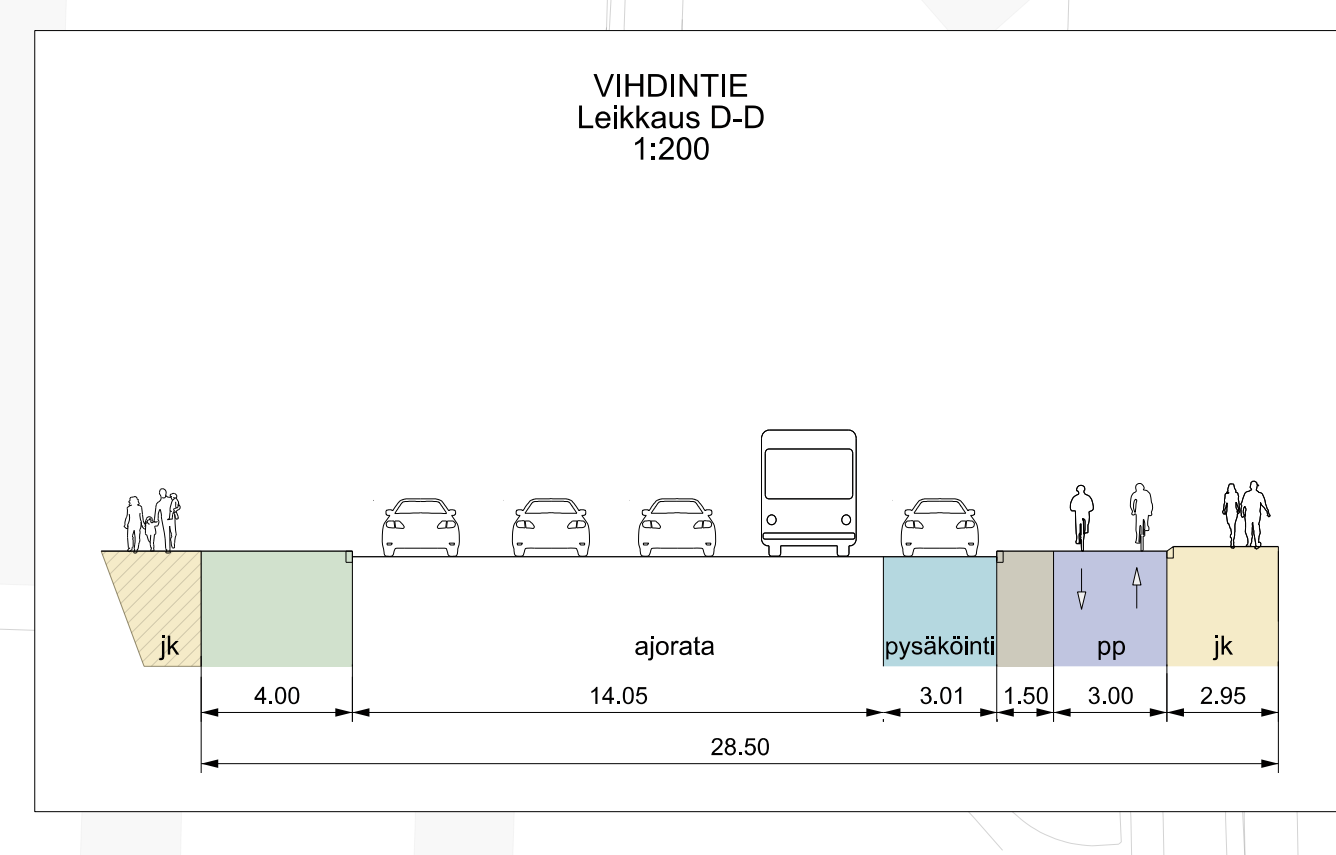 VIHDINTIE
Leikkaus D-D
1:200
jk ajorata pysäköinti pp jk
4.00 14.05 3.01 1.50 3.00 2.95
28.50